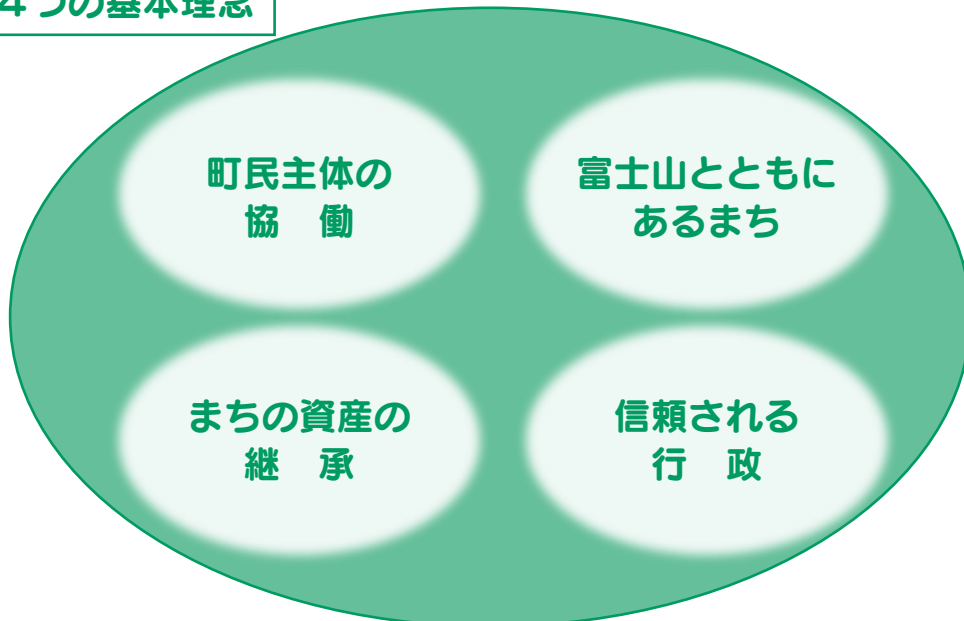 4つの基本理念
町民主体の
協　働
富士山とともに
あるまち
まちの資産の
継　承
信頼される
行　政